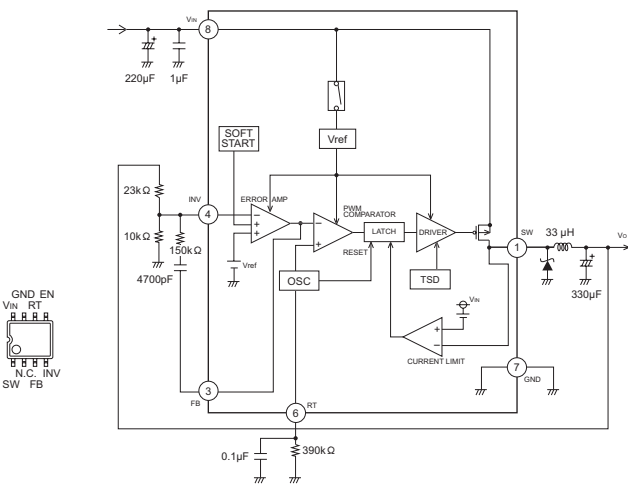 VIN
8
220µF
1µF
SOFT
START
Vref
23kΩ
INV
4
ERROR AMP
PWM
COMPARATOR
LATCH
DRIVER
SW
1
33 µH
VO
10kΩ
150kΩ
RESET
Vref
OSC
TSD
330µF
4700pF
VIN
CURRENT LIMIT
GND EN
VIN RT
N.C. INV
SW FB
3
FB
7
GND
6
RT
0.1µF
390kΩ